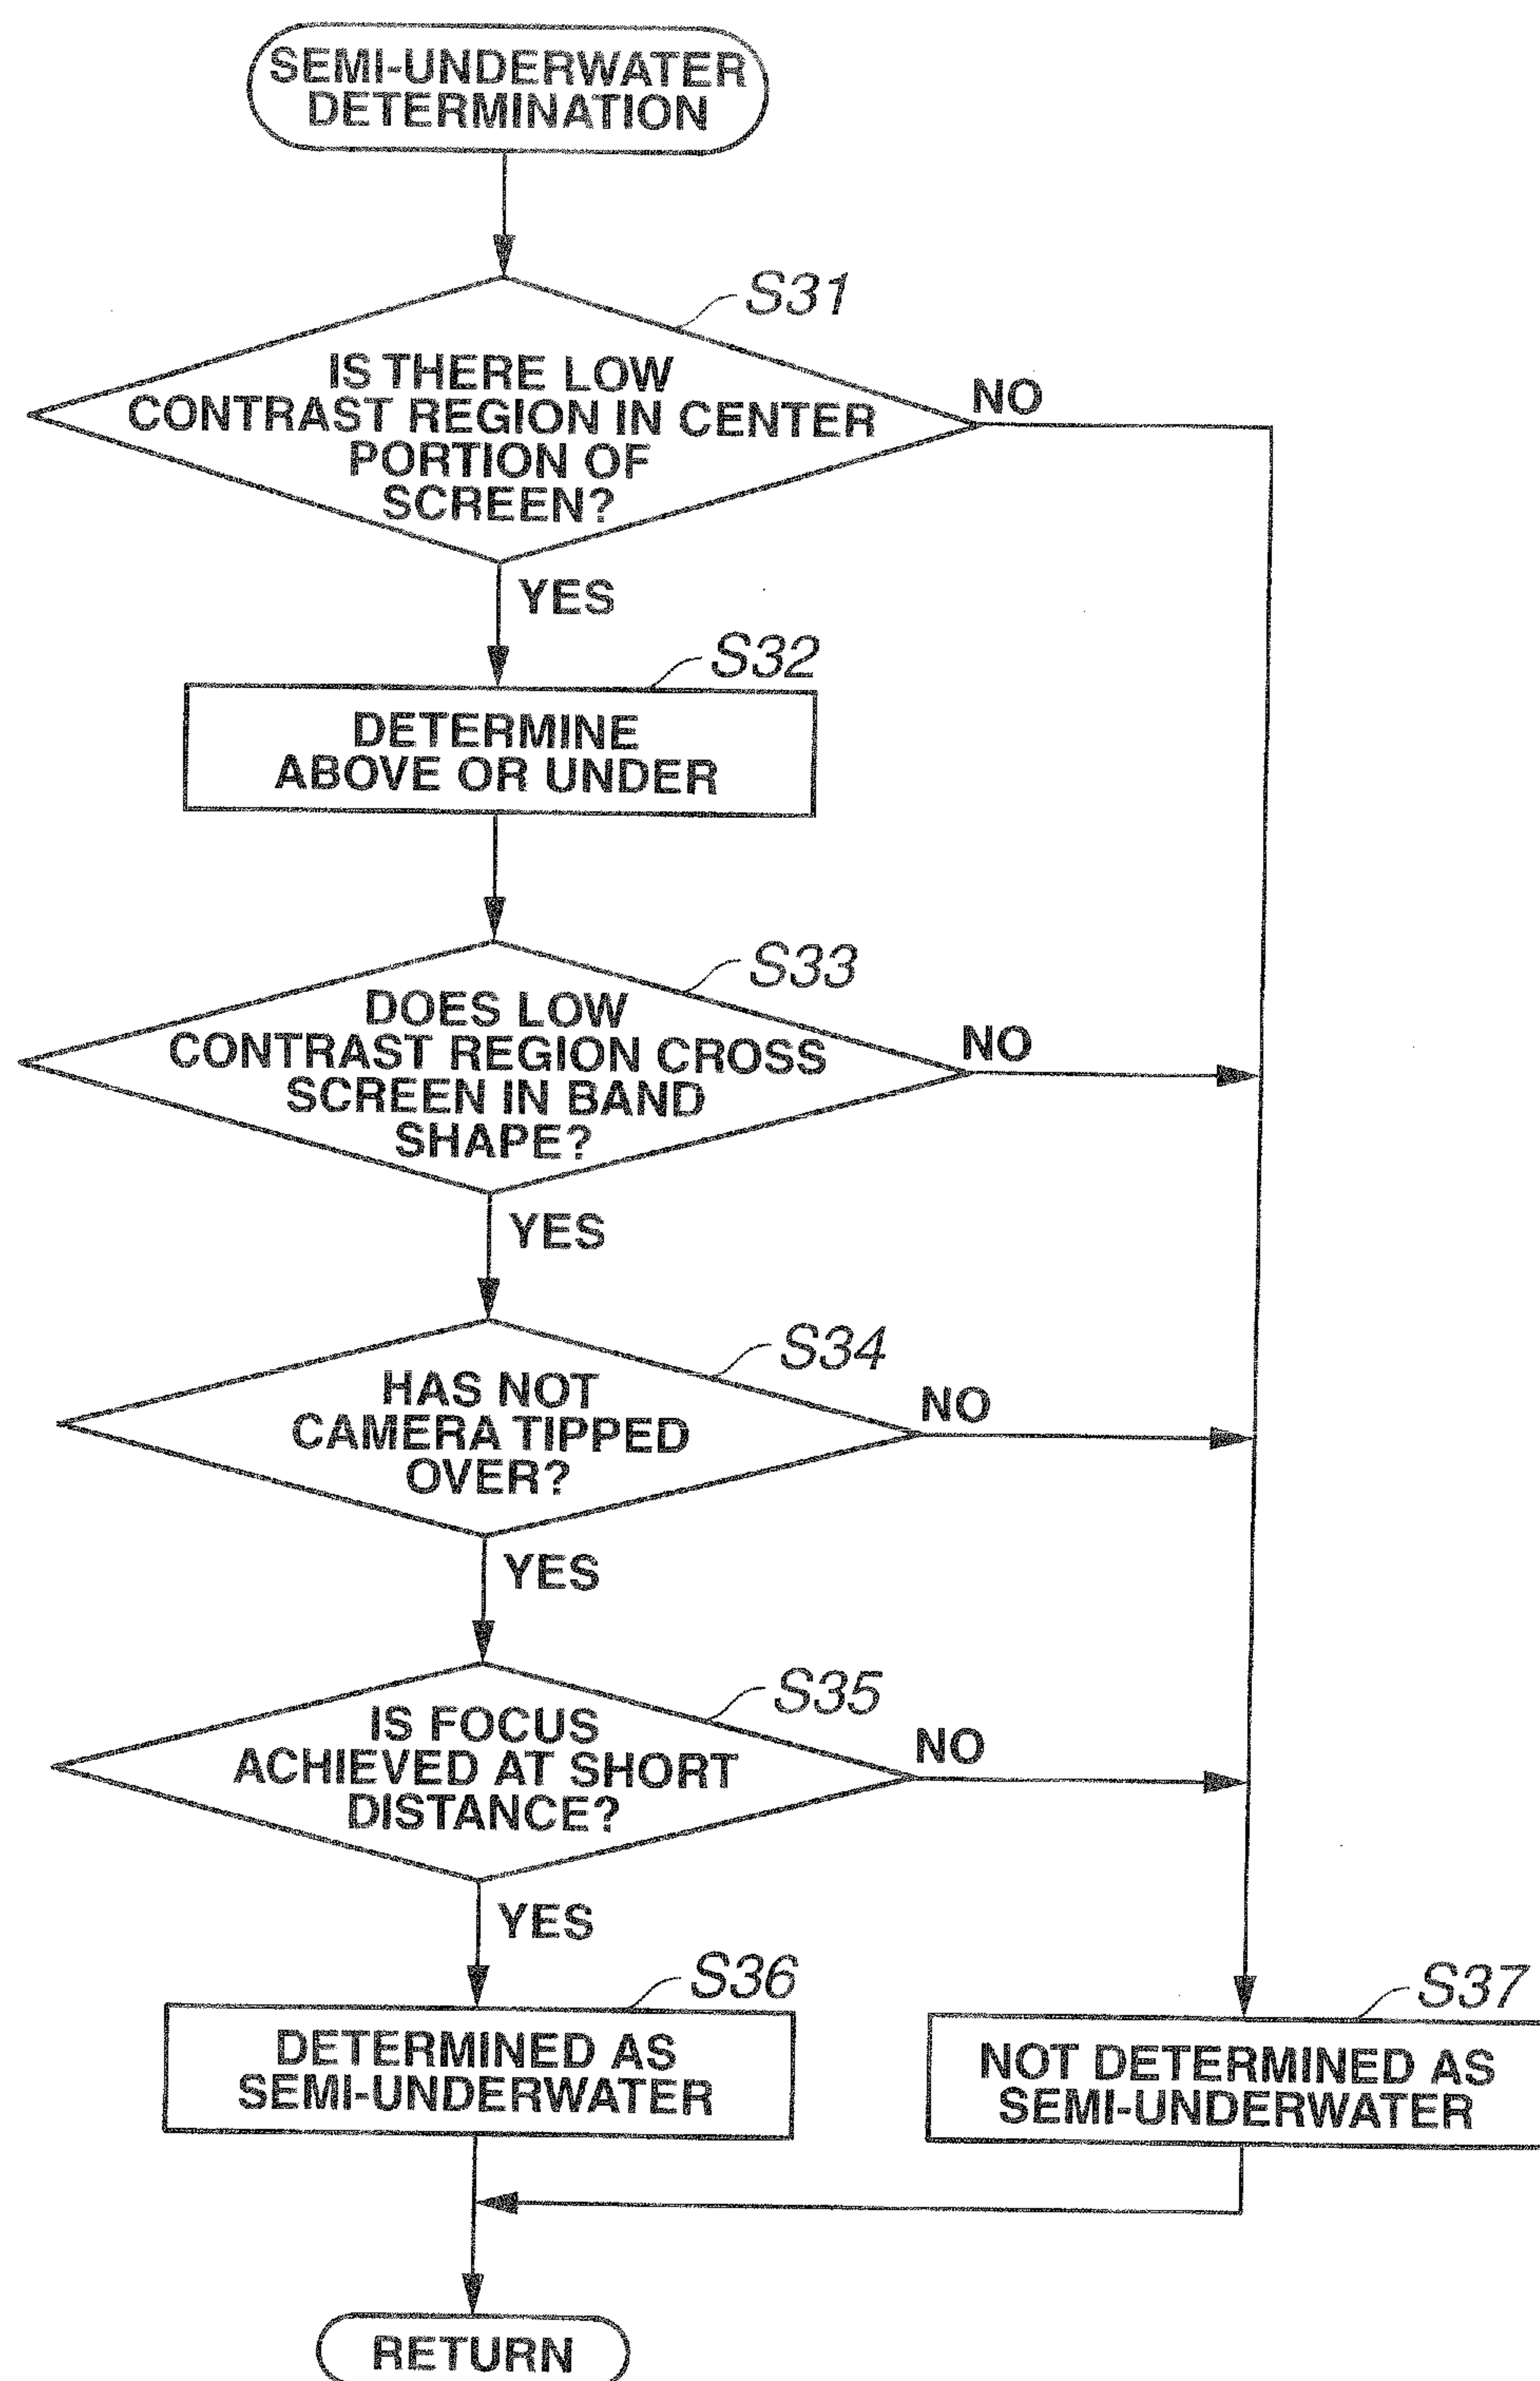 SEMI-UNDERWATER
DETERMINATION
S31
IS THERE LOW
CONTRAST REGION IN CENTER
PORTION OF
SCREEN?
NO
YES
S32
DETERMINE
ABOVE OR UNDER
S33
DOES LOW
CONTRAST REGION CROSS
SCREEN IN BAND
SHAPE?
NO
YES
S34
HAS NOT
CAMERA TIPPED
OVER?
NO
YES
S35
IS FOCUS
ACHIEVED AT SHORT
DISTANCE?
NO
YES
S36
DETERMINED AS
SEMI-UNDERWATER
S37
NOT DETERMINED AS
SEMI-UNDERWATER
RETURN